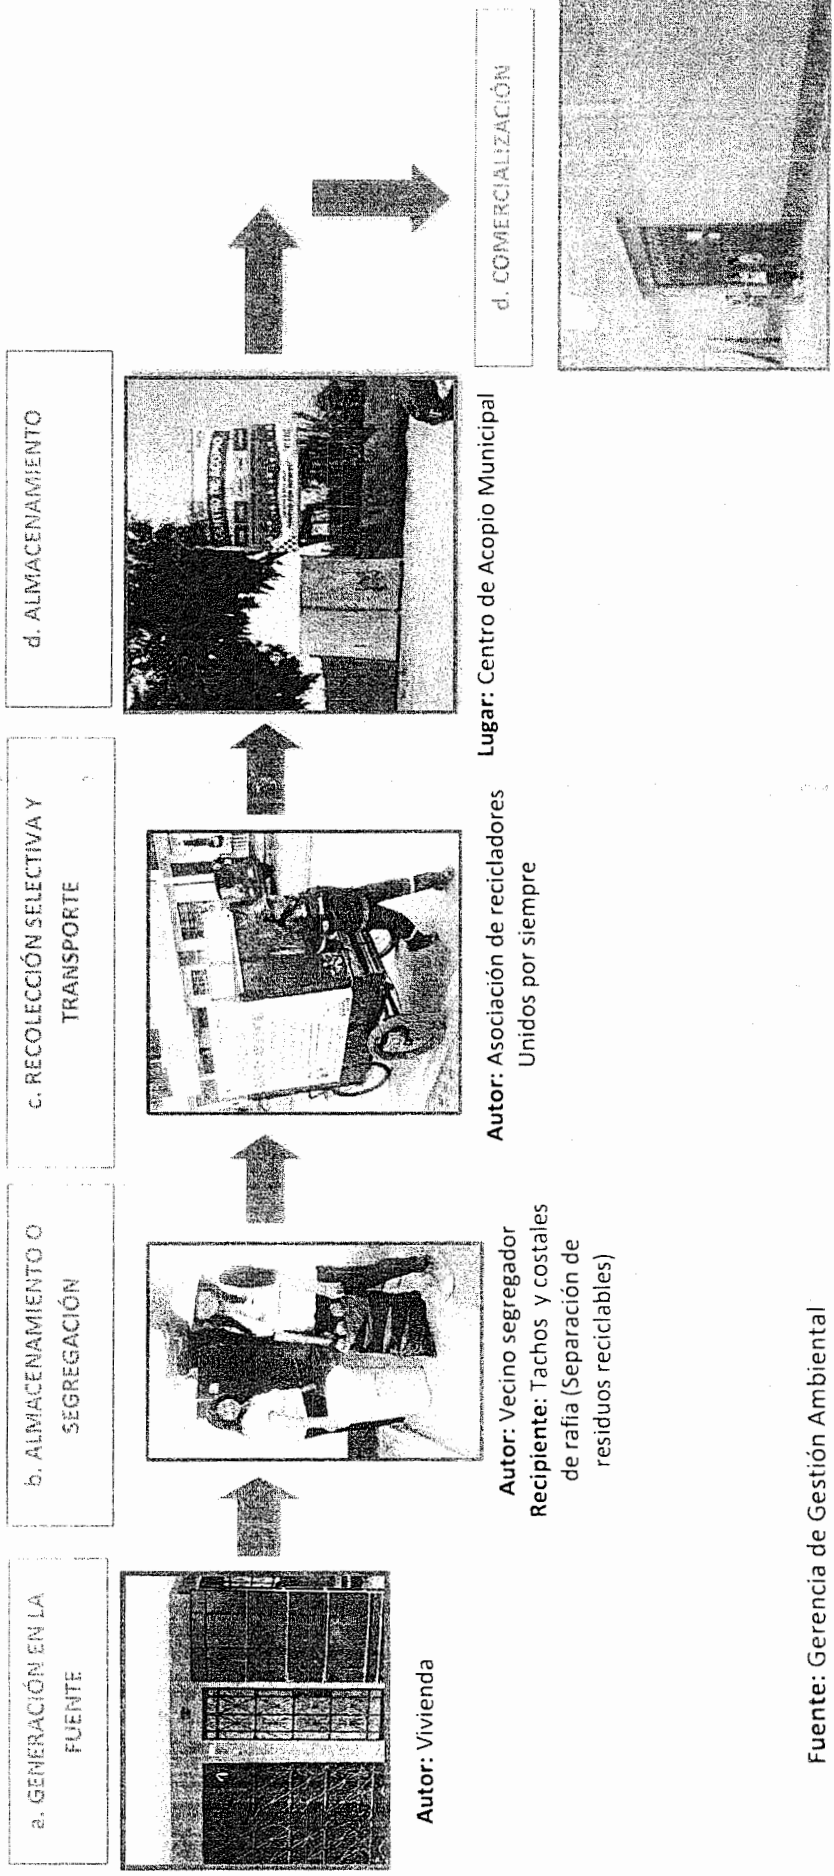 a. GENERACIÓN EN LA
FUENTE
Autor: Vivienda
b. ALMACENAMIENTO O
SEGREGACIÓN
Autor: Vecino segregador
Recipiente: Tachos y costales
de rafia (Separación de
residuos reciclables)
c. RECOLECCIÓN SELECTIVA Y
TRANSPORTE
Autor: Asociación de recicladores
Unidos por siempre
d. ALMACENAMIENTO
Lugar: Centro de Acopio Municipal
d. COMERCIALIZACIÓN
Fuente: Gerencia de Gestión Ambiental